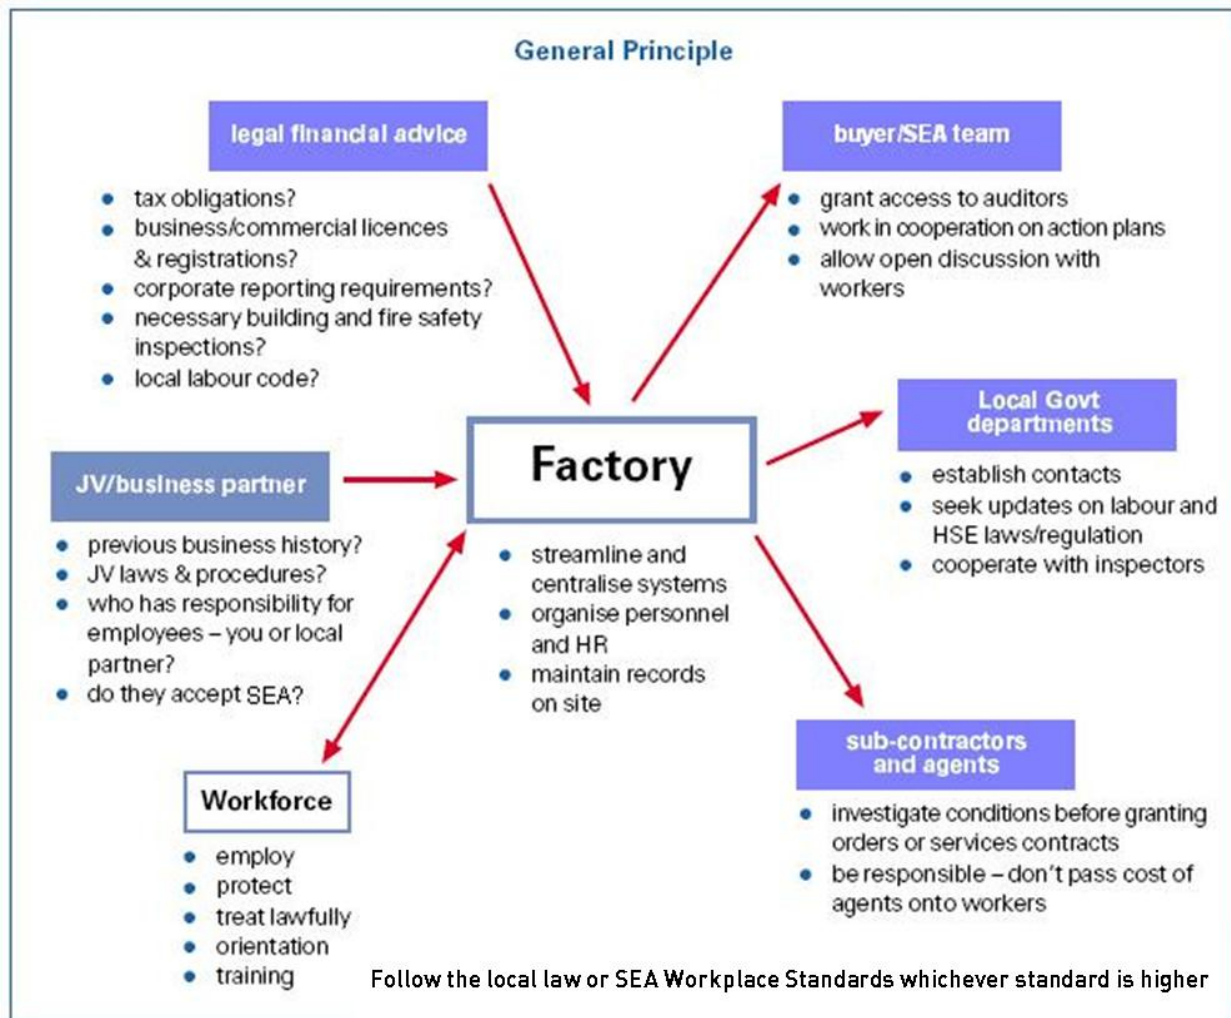 General Principle
legal financial advice
• tax obligations?
• business/commercial licences
& registrations?
• corporate reporting requirements?
• necessary building and fire safety
inspections?
• local labour code?
buyer/SEA team
• grant access to auditors
• work in cooperation on action plans
• allow open discussion with
workers
JV/business partner
• previous business history?
• JV laws & procedures?
• who has responsibility for
employees – you or local
partner?
• do they accept SEA?
Factory
• streamline and
centralise systems
• organise personnel
and HR
• maintain records
on site
Local Govt
departments
• establish contacts
• seek updates on labour and
HSE laws/regulation
• cooperate with inspectors
Workforce
• employ
• protect
• treat lawfully
• orientation
• training
sub-contractors
and agents
• investigate conditions before granting
orders or services contracts
• be responsible – don't pass cost of
agents onto workers
Follow the local law or SEA Workplace Standards whichever standard is higher